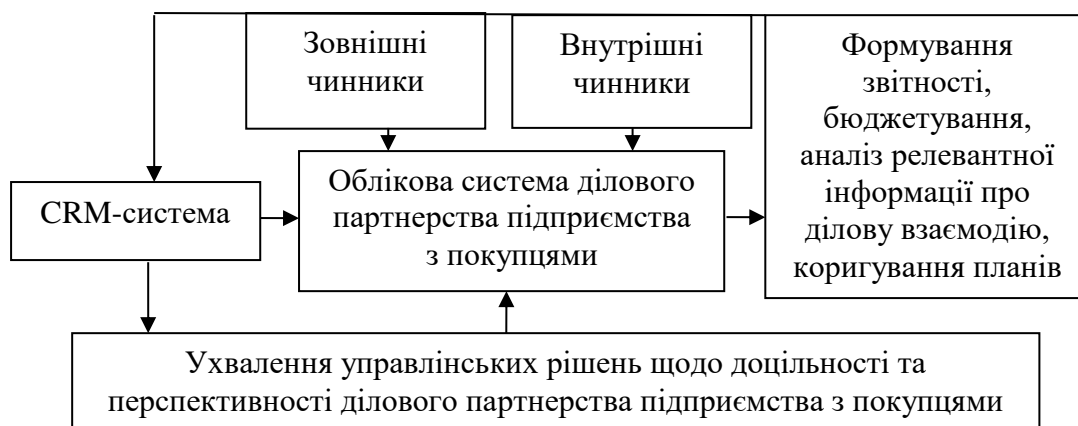 Зовнішні
чинники
Внутрішні
чинники
Формування
звітності,
бюджетування,
аналіз релевантної
інформації про
ділову взаємодію,
коригування планів
CRM-система
Облікова система ділового
партнерства підприємства
з покупцями
Ухвалення управлінських рішень щодо доцільності та
перспективності ділового партнерства підприємства з покупцями